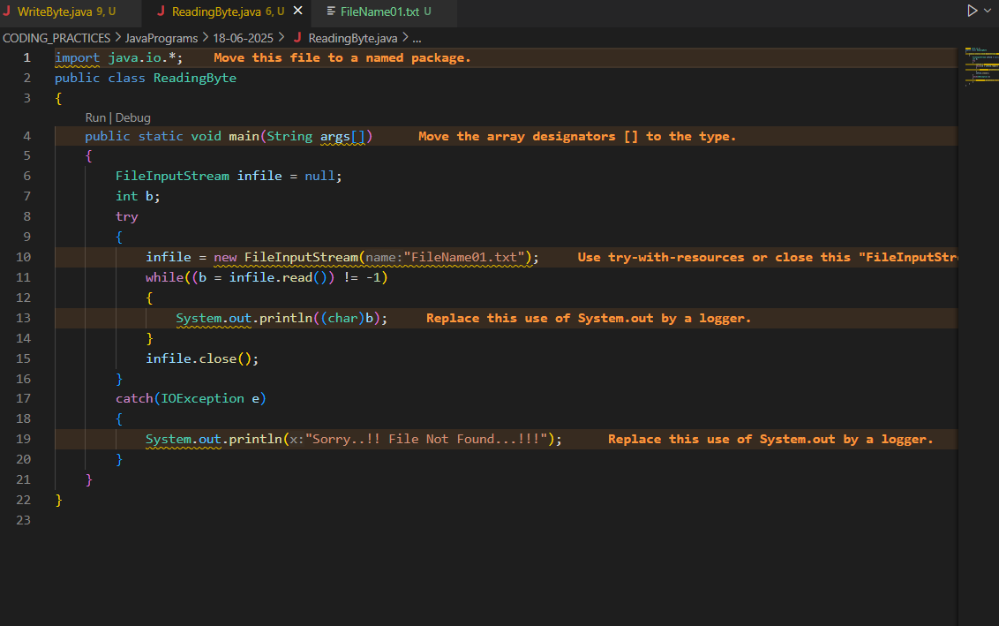 WriteByte.java 9, U ReadingByte.java 6, U FileName01.txt U
CODING_PRACTICES > JavaPrograms > 18-06-2025 > ReadingByte.java > ...
1 import java.io.*; Move this file to a named package.
2 public class ReadingByte
3 {
Run | Debug
4 public static void main(String args[]) Move the array designators [] to the type.
5 {
6 FileInputStream infile = null;
7 int b;
8 try
9 {
10 infile = new FileInputStream(name:"FileName01.txt"); Use try-with-resources or close this "FileInputStr
11 while((b = infile.read()) != -1)
12 {
13 System.out.println((char)b); Replace this use of System.out by a logger.
14 }
15 infile.close();
16 }
17 catch(IOException e)
18 {
19 System.out.println(x:"Sorry..!! File Not Found...!!!"); Replace this use of System.out by a logger.
20 }
21 }
22 }
23